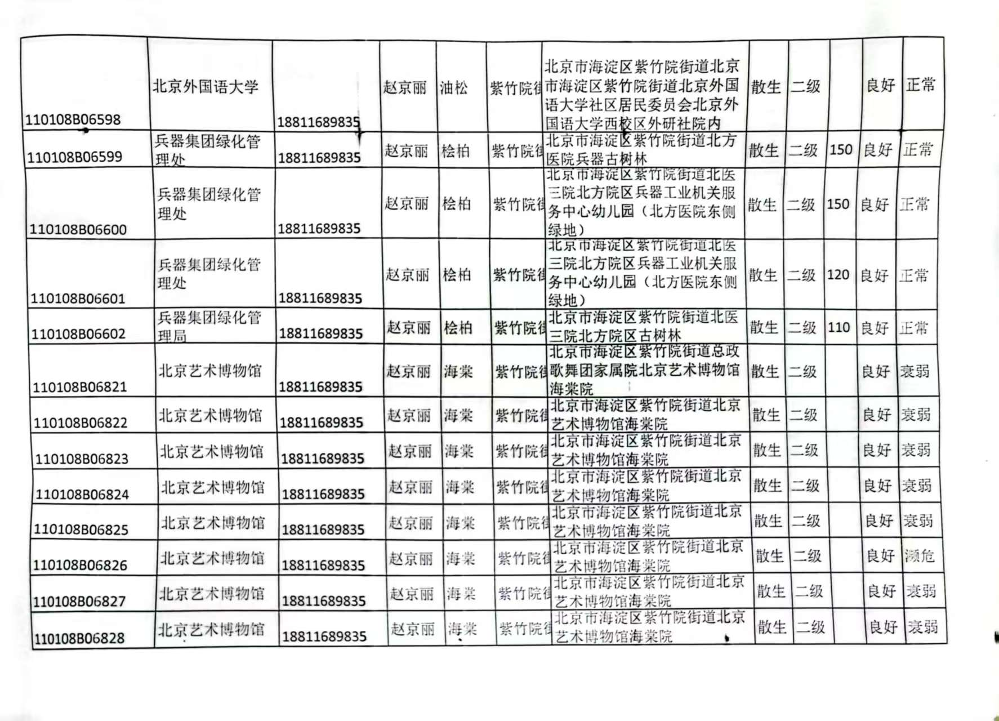 110108B06598 北京外国语大学 18811689835 赵京丽 油松 紫竹院街 北京市海淀区紫竹院街道北京 散生 二级 良好 正常
市海淀区紫竹院街道北京外国
语大学社区居民委员会北京外
国语大学西校区外研社院内
110108B06599 兵器集团绿化管 18811689835 赵京丽 桧柏 紫竹院街 北京市海淀区紫竹院街道北方 散生 二级 150 良好 正常
理处 医院兵器古树林
110108B06600 兵器集团绿化管 18811689835 赵京丽 桧柏 紫竹院街 北京市海淀区紫竹院街道北医 散生 二级 150 良好 正常
理处 三院北方院区兵器工业机关服
务中心幼儿园（北方医院东侧
绿地）
110108B06601 兵器集团绿化管 18811689835 赵京丽 桧柏 紫竹院街 北京市海淀区紫竹院街道北医 散生 二级 120 良好 正常
理处 三院北方院区兵器工业机关服
务中心幼儿园（北方医院东侧
绿地）
110108B06602 兵器集团绿化管 18811689835 赵京丽 桧柏 紫竹院街 北京市海淀区紫竹院街道北医 散生 二级 110 良好 正常
理局 三院北方院区古树林
110108B06821 北京艺术博物馆 18811689835 赵京丽 海棠 紫竹院街 北京市海淀区紫竹院街道总政 散生 二级 良好 衰弱
歌舞团家属院北京艺术博物馆
海棠院
110108B06822 北京艺术博物馆 18811689835 赵京丽 海棠 紫竹院街 北京市海淀区紫竹院街道北京 散生 二级 良好 衰弱
艺术博物馆海棠院
110108B06823 北京艺术博物馆 18811689835 赵京丽 海棠 紫竹院街 北京市海淀区紫竹院街道北京 散生 二级 良好 衰弱
艺术博物馆海棠院
110108B06824 北京艺术博物馆 18811689835 赵京丽 海棠 紫竹院街 北京市海淀区紫竹院街道北京 散生 二级 良好 衰弱
艺术博物馆海棠院
110108B06825 北京艺术博物馆 18811689835 赵京丽 海棠 紫竹院街 北京市海淀区紫竹院街道北京 散生 二级 良好 衰弱
艺术博物馆海棠院
110108B06826 北京艺术博物馆 18811689835 赵京丽 海棠 紫竹院街 北京市海淀区紫竹院街道北京 散生 二级 良好 濒危
艺术博物馆海棠院
110108B06827 北京艺术博物馆 18811689835 赵京丽 海棠 紫竹院街 北京市海淀区紫竹院街道北京 散生 二级 良好 衰弱
艺术博物馆海棠院
110108B06828 北京艺术博物馆 18811689835 赵京丽 海棠 紫竹院街 北京市海淀区紫竹院街道北京 散生 二级 良好 衰弱
艺术博物馆海棠院